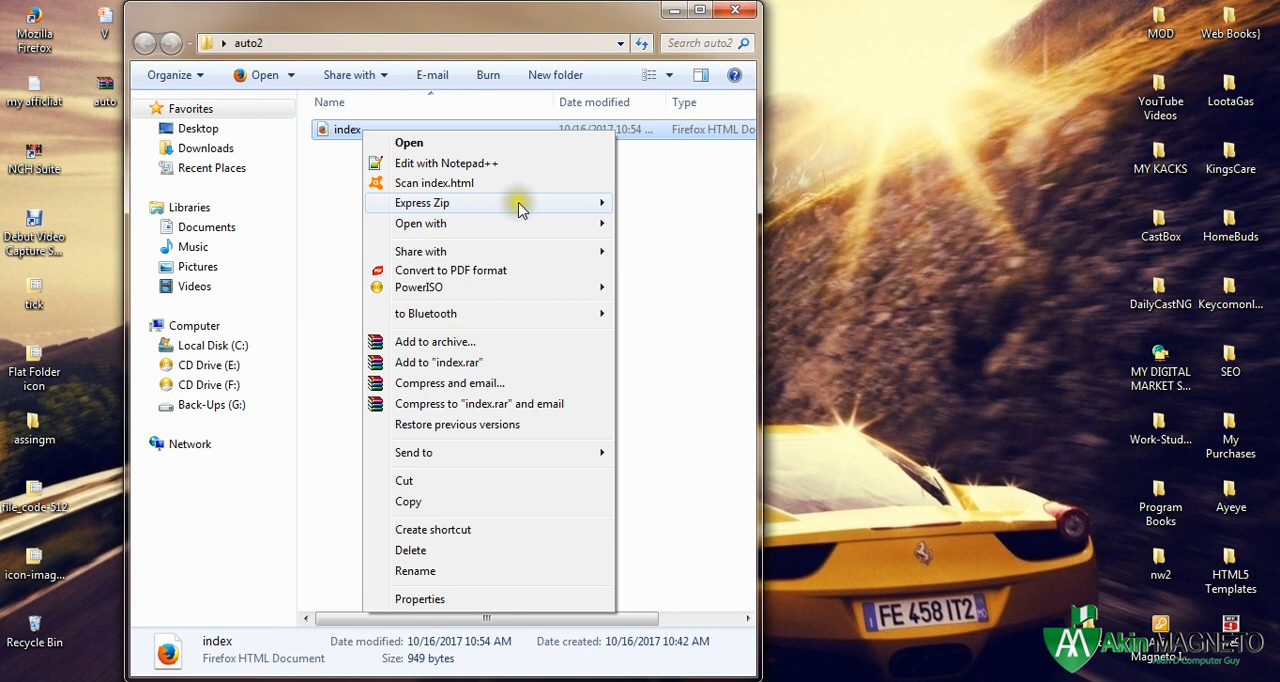 Mozilla
Firefox
V
my afficliat
auto
NCH Suite
Debut Video
Capture S...
tick
Flat Folder
icon
assingm
file_code-512
icon-imag...
Recycle Bin
auto2
Search auto2
Organize
Open
Share with
E-mail
Burn
New folder
Favorites
Desktop
Downloads
Recent Places
Libraries
Documents
Music
Pictures
Videos
Computer
Local Disk (C:)
CD Drive (E:)
CD Drive (F:)
Back-Ups (G:)
Network
Name
Date modified
Type
index
10/16/2017 10:54 ...
Firefox HTML Do
Open
Edit with Notepad++
Scan index.html
Express Zip
Open with
Share with
Convert to PDF format
PowerISO
to Bluetooth
Add to archive...
Add to "index.rar"
Compress and email...
Compress to "index.rar" and email
Restore previous versions
Send to
Cut
Copy
Create shortcut
Delete
Rename
Properties
index
Date modified: 10/16/2017 10:54 AM
Date created: 10/16/2017 10:42 AM
Firefox HTML Document
Size: 949 bytes
MOD
Web Books}
YouTube
Videos
LootaGas
MY KACKS
KingsCare
CastBox
HomeBuds
DailyCastNG
Keycomonl...
MY DIGITAL
MARKET S...
SEO
Work-Stud...
My
Purchases
Program
Books
Ayeye
nw2
HTML5
Templates
FE 458 IT2
Akin MAGNETO